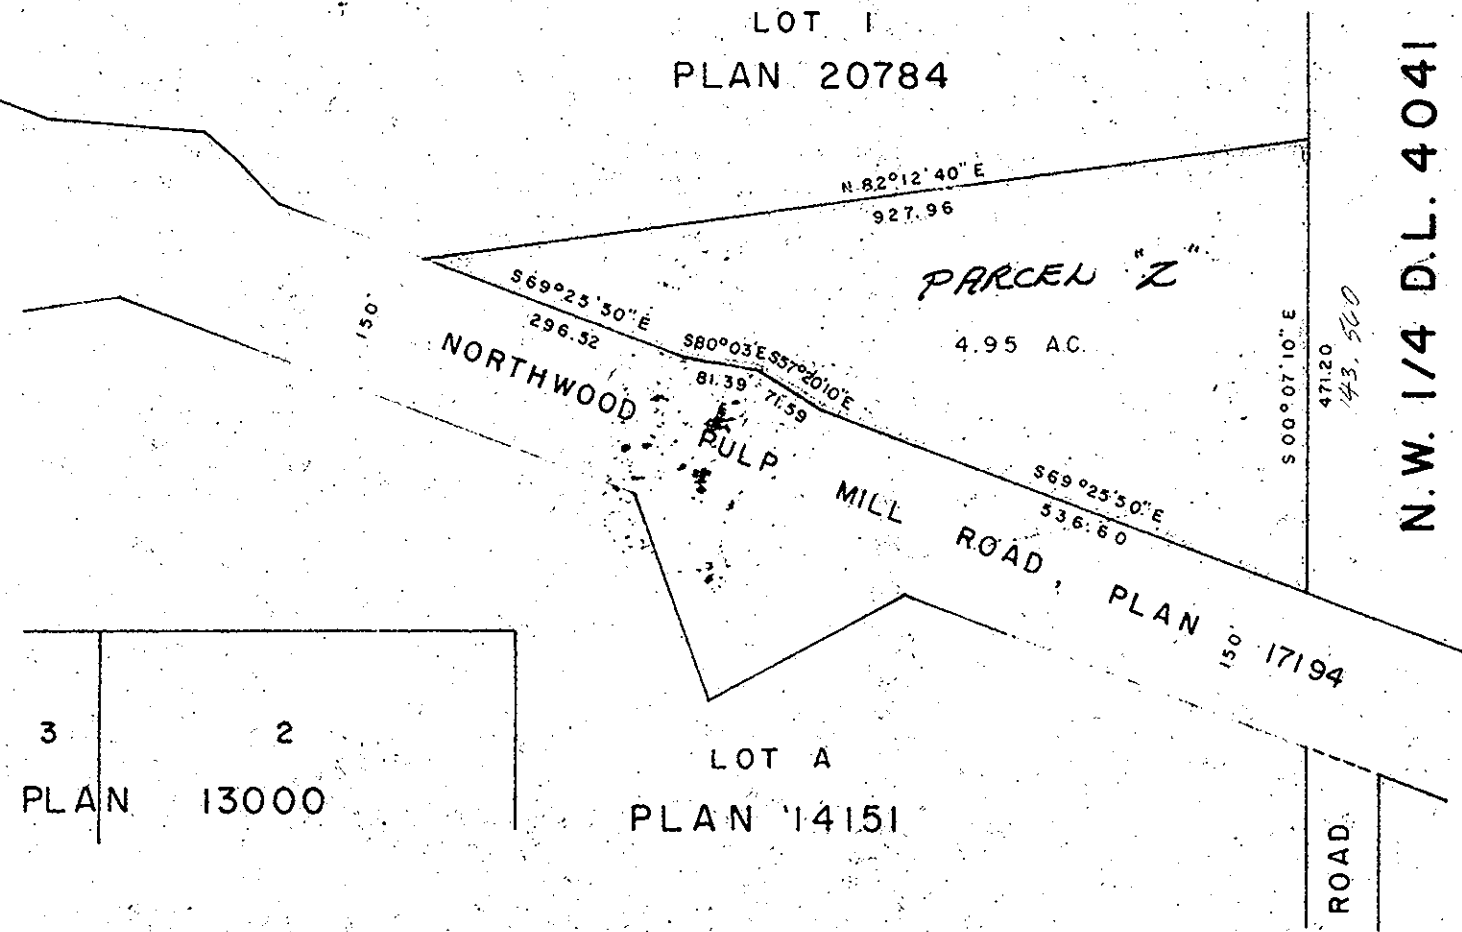 LOT 1
PLAN 20784
N.W. 1/4 D.L. 4041
N 82°12'40" E
927.96
PARCEL "Z"
4.95 AC.
S69°25'50"E
296.52
S80°03'E
81.39
S57°20'10"E
71.59
S69°25'50"E
536.60
S00°07'10"E
471.20
150'
NORTHWOOD PULP MILL ROAD, PLAN 17194
150'
3
2
PLAN 13000
LOT A
PLAN 14151
ROAD